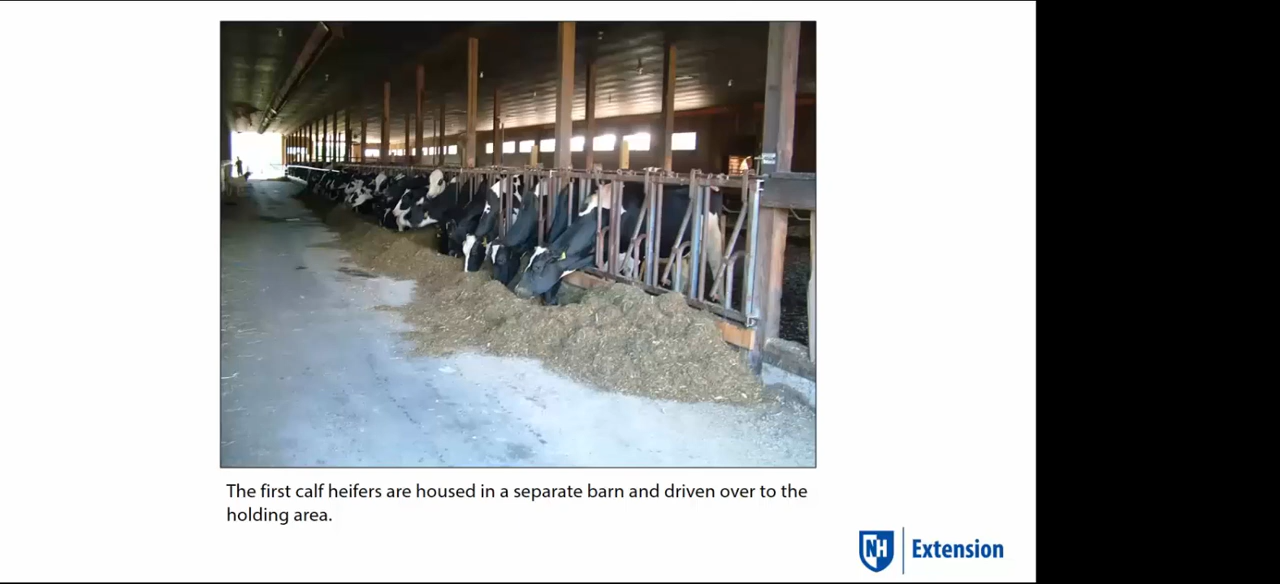 The first calf heifers are housed in a separate barn and driven over to the
holding area.
NH Extension